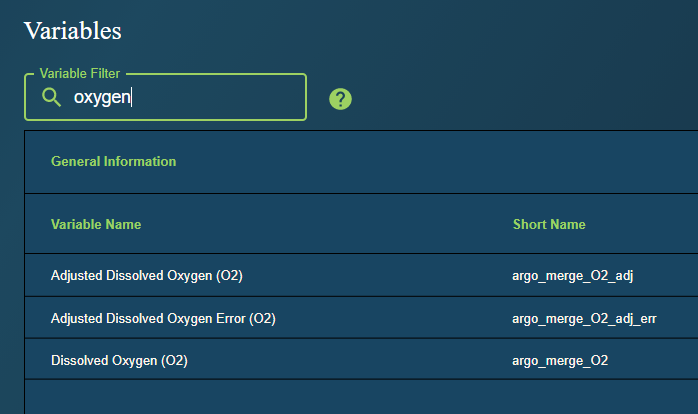 Variables
Variable Filter
oxygen
?
General Information
Variable Name Short Name
Adjusted Dissolved Oxygen (O2) argo_merge_O2_adj
Adjusted Dissolved Oxygen Error (O2) argo_merge_O2_adj_err
Dissolved Oxygen (O2) argo_merge_O2